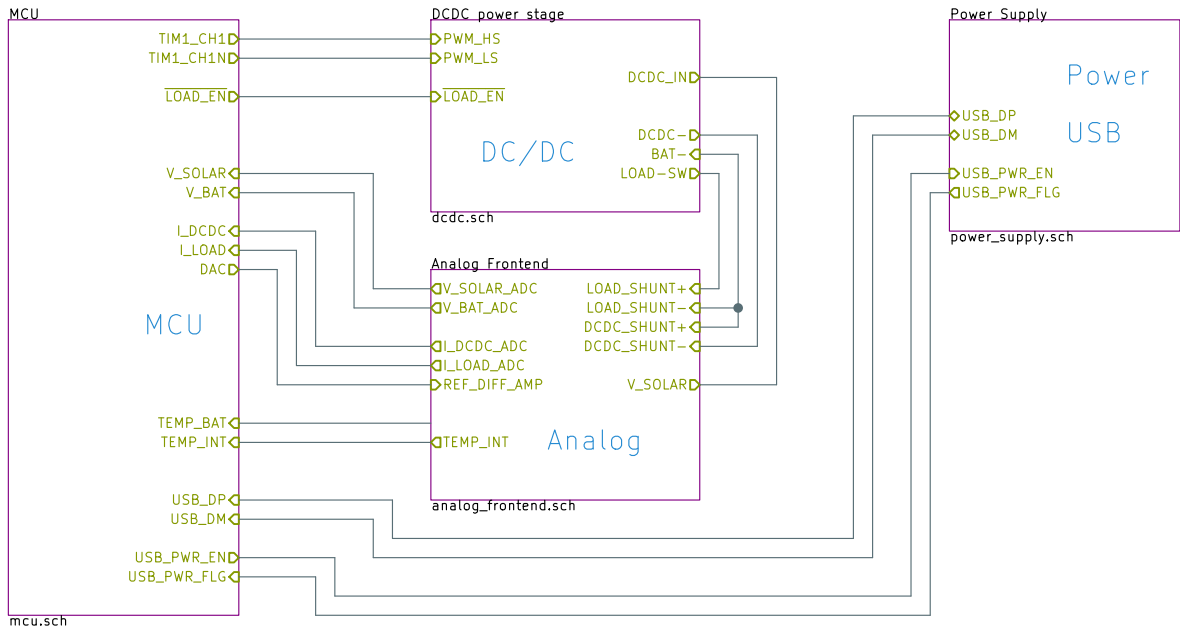 MCU
TIM1_CH1
TIM1_CH1N
LOAD_EN
V_SOLAR
V_BAT
I_DCDC
I_LOAD
DAC
MCU
TEMP_BAT
TEMP_INT
USB_DP
USB_DM
USB_PWR_EN
USB_PWR_FLG
mcu.sch
DCDC power stage
PWM_HS
PWM_LS
LOAD_EN
DCDC_IN
DCDC-
BAT-
LOAD-SW
DC/DC
dcdc.sch
Analog Frontend
V_SOLAR_ADC
V_BAT_ADC
I_DCDC_ADC
I_LOAD_ADC
REF_DIFF_AMP
TEMP_INT
LOAD_SHUNT+
LOAD_SHUNT-
DCDC_SHUNT+
DCDC_SHUNT-
V_SOLAR
Analog
analog_frontend.sch
Power Supply
Power
USB
USB_DP
USB_DM
USB_PWR_EN
USB_PWR_FLG
power_supply.sch